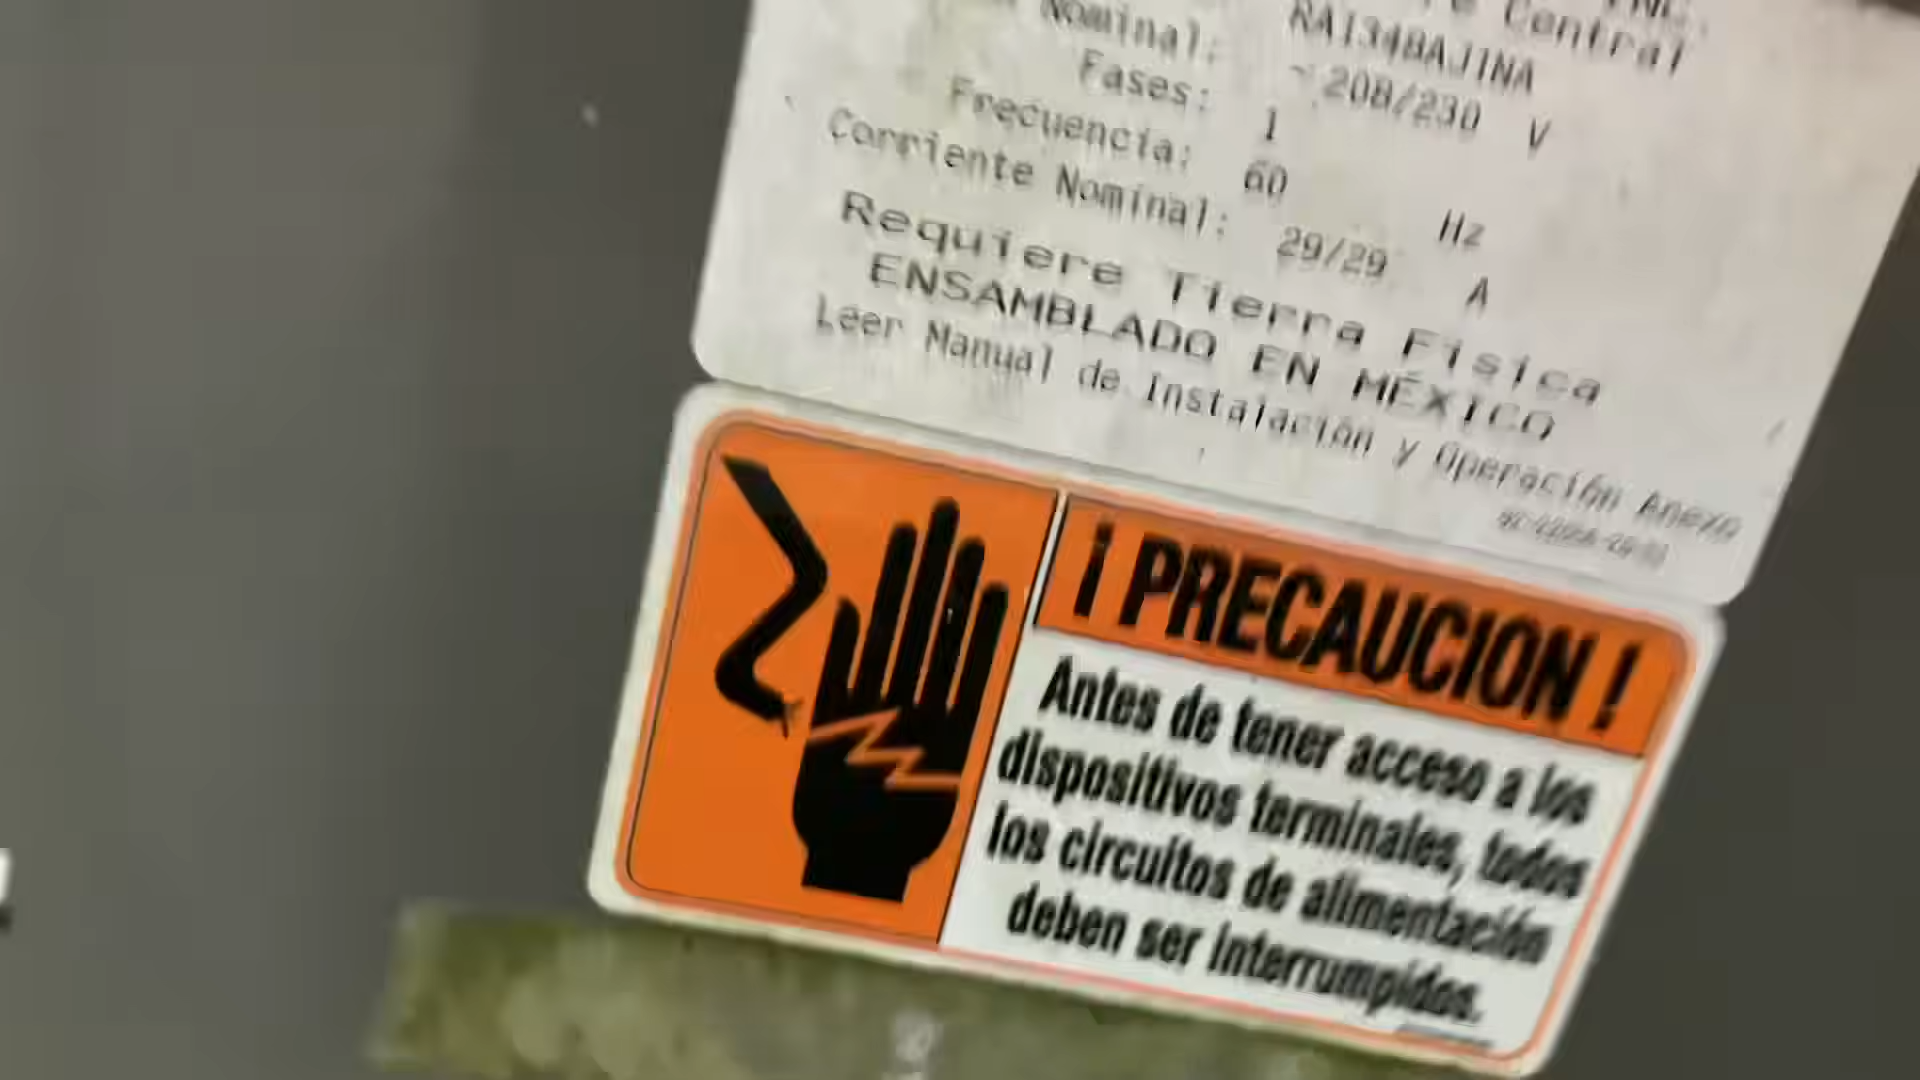 INC.
Central
RA1348AJ1NA
Nominal: 208/230 V
Fases: 1
Frecuencia: 60 Hz
Corriente Nominal: 29/29 A
Requiere Tierra Física
ENSAMBLADO EN MÉXICO
Leer Manual de Instalación y Operación Anexo
¡ PRECAUCION !
Antes de tener acceso a los
dispositivos terminales, todos
los circuitos de alimentación
deben ser interrumpidos.